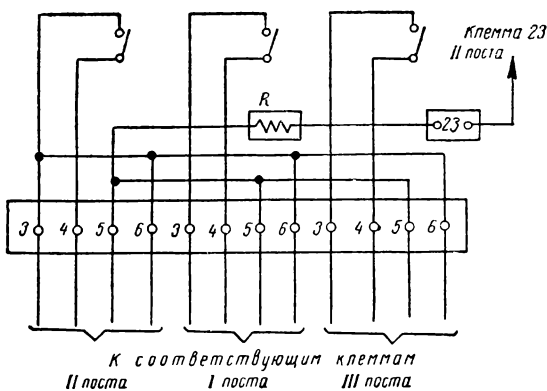 Клемма 23
II поста
R
23
3 4 5 6 3 4 5 6 3 4 5 6
К соответствующим клеммам
II поста I поста III поста